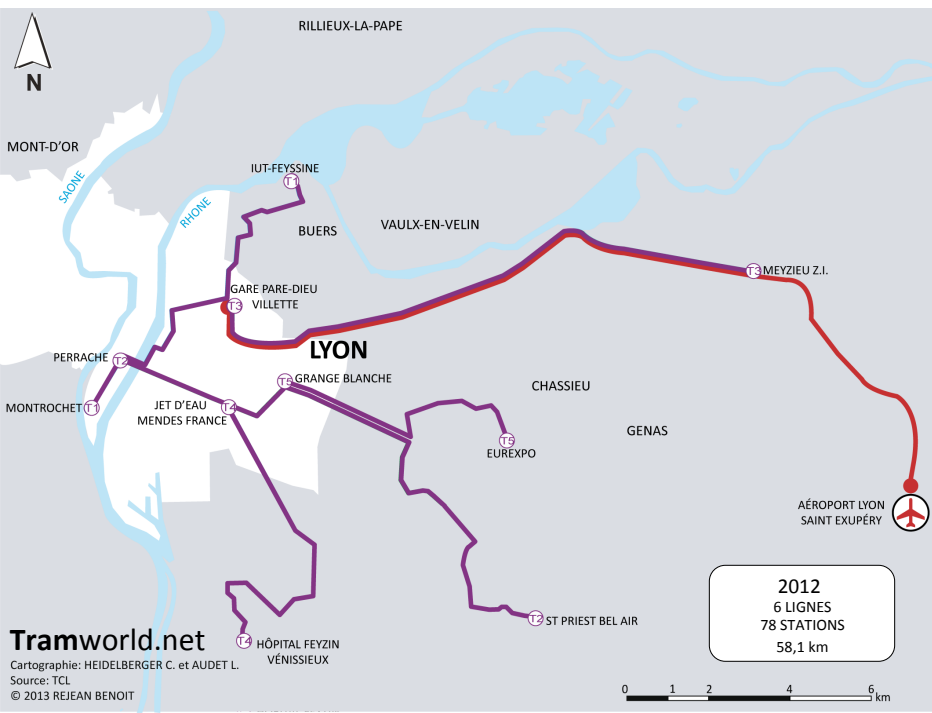 RILLIEUX-LA-PAPE
N
MONT-D'OR
SAONE
RHONE
IUT-FEYSSINE
T1
BUERS
VAULX-EN-VELIN
GARE PARE-DIEU
VILLETTE
T3
T3
MEYZIEU Z.I.
LYON
PERRACHE
T2
T5
GRANGE BLANCHE
MONTROCHET
T1
JET D'EAU
MENDES FRANCE
T4
CHASSIEU
GENAS
T5
EUREXPO
AÉROPORT LYON
SAINT EXUPÉRY
T2
ST PRIEST BEL AIR
T4
HÔPITAL FEYZIN
VÉNISSIEUX
2012
6 LIGNES
78 STATIONS
58,1 km
Tramworld.net
Cartographie: HEIDELBERGER C. et AUDET L.
Source: TCL
© 2013 REJEAN BENOIT
0 1 2 4 6
km